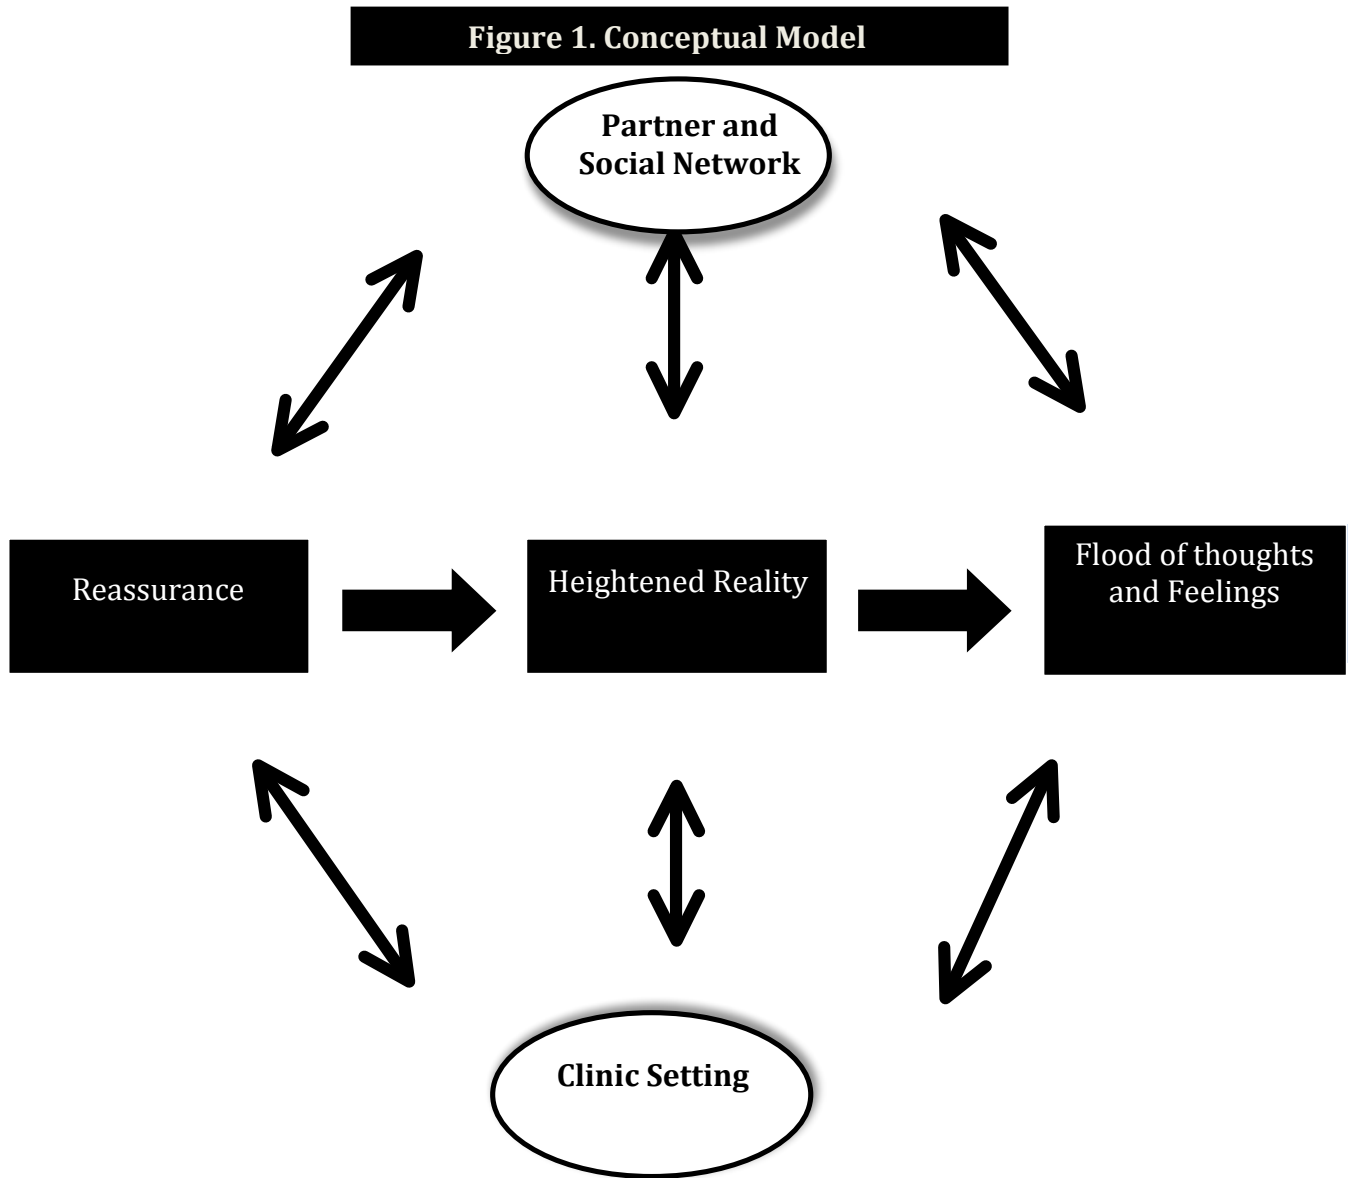 Figure 1. Conceptual Model
Partner and
Social Network
Reassurance
Heightened Reality
Flood of thoughts
and Feelings
Clinic Setting